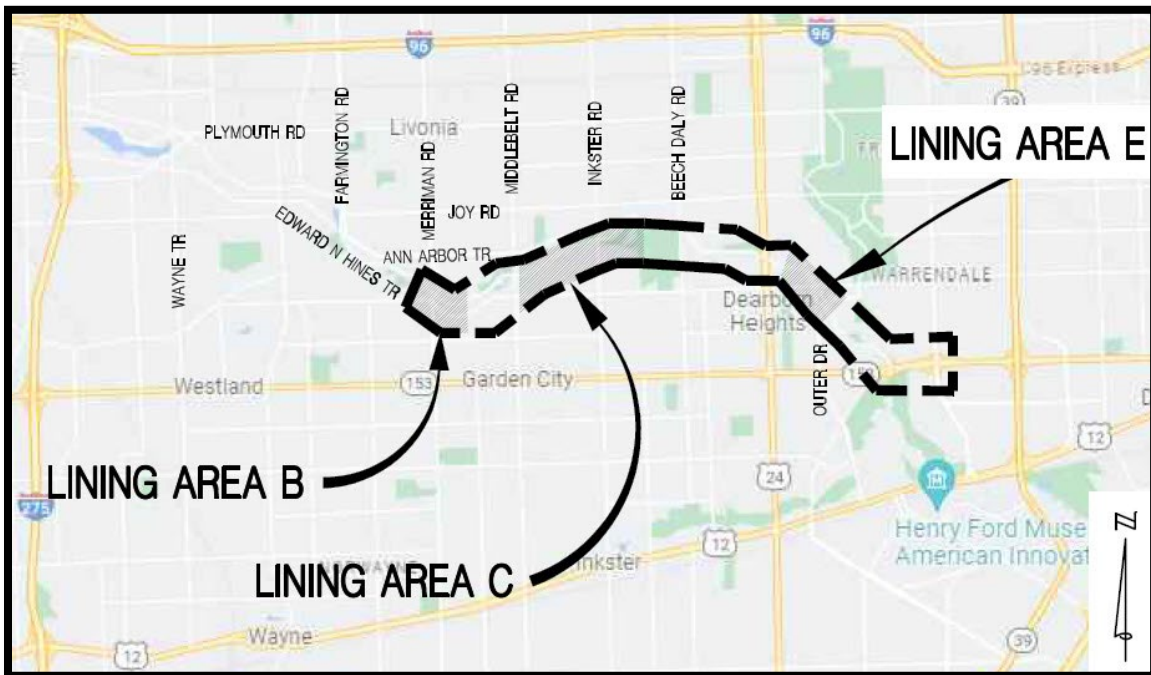 96
96
I-96 Express
39
PLYMOUTH RD
FARMINGTON RD
Livonia
MERRIMAN RD
MIDDLEBELT RD
INKSTER RD
BEECH DALY RD
LINING AREA E
JOY RD
EDWARD N HINES TR
ANN ARBOR TR
WAYNE TR
WARRENDALE
Dearborn
Heights
OUTER DR
Westland
153
Garden City
12
LINING AREA B
24
275
Henry Ford Muse
American Innovat
N
12
LINING AREA C
Inkster
Wayne
12
39